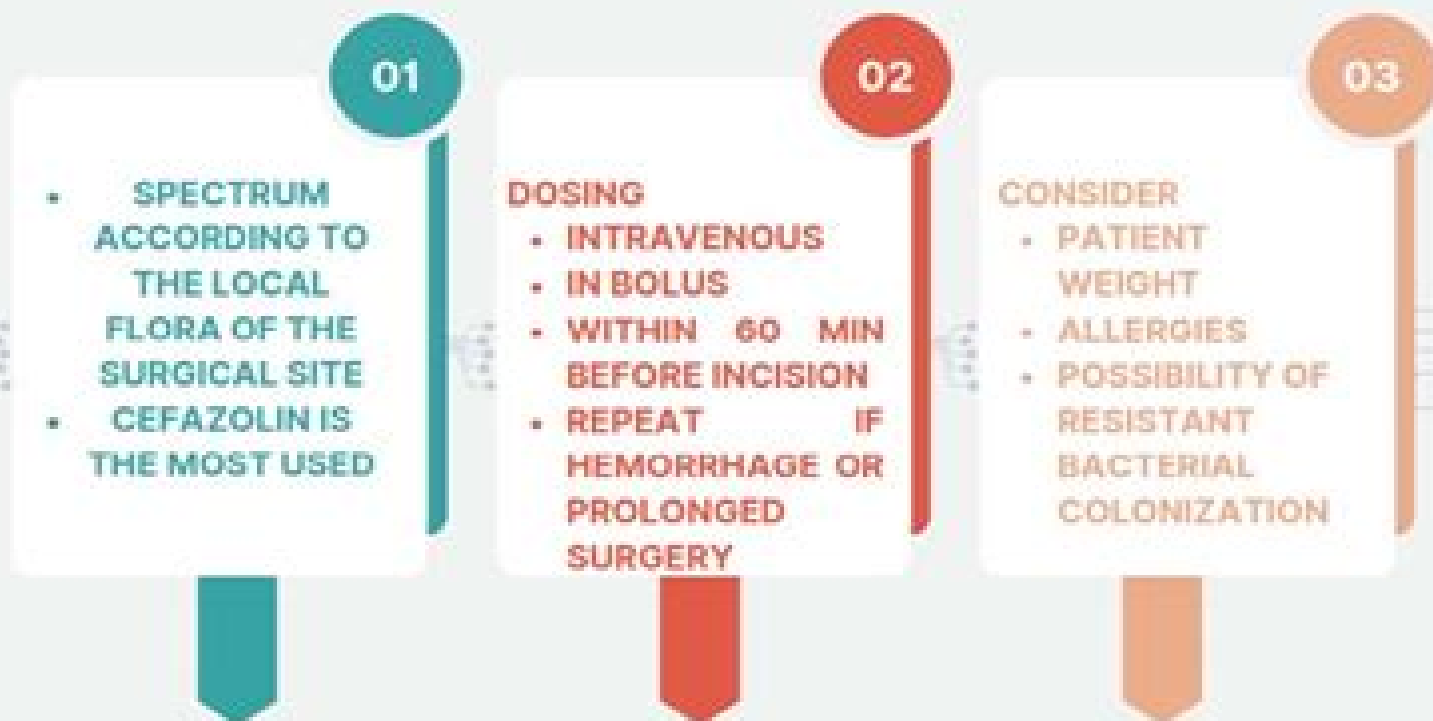 01
• SPECTRUM
ACCORDING TO
THE LOCAL
FLORA OF THE
SURGICAL SITE
• CEFAZOLIN IS
THE MOST USED
02
DOSING
• INTRAVENOUS
• IN BOLUS
• WITHIN 60 MIN
BEFORE INCISION
• REPEAT IF
HEMORRHAGE OR
PROLONGED
SURGERY
03
CONSIDER
• PATIENT
WEIGHT
• ALLERGIES
• POSSIBILITY OF
RESISTANT
BACTERIAL
COLONIZATION